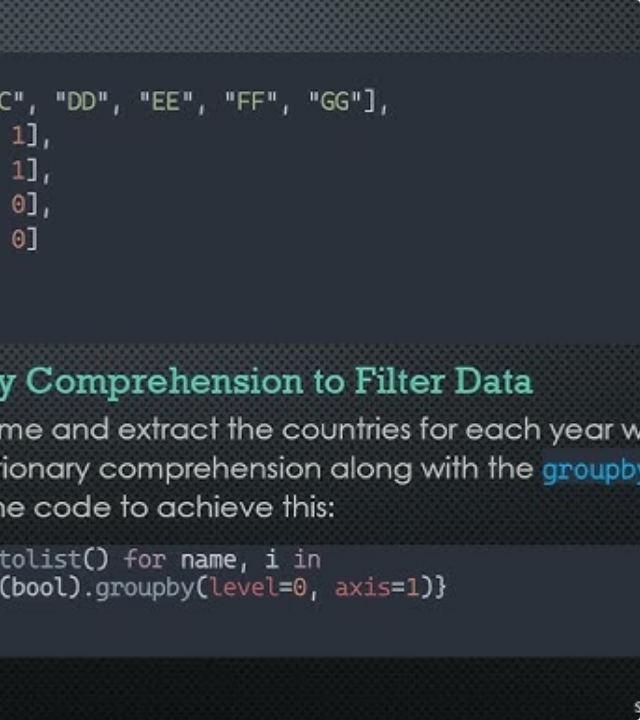 C", "DD", "EE", "FF", "GG"],
1],
1],
0],
0]
y Comprehension to Filter Data
me and extract the countries for each year w
tionary comprehension along with the groupby
ne code to achieve this:
tolist() for name, i in
(bool).groupby(level=0, axis=1)}
s